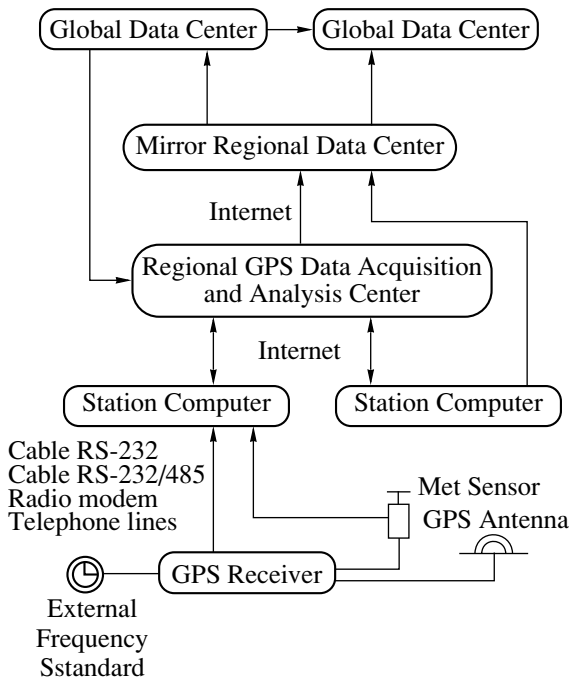 Global Data Center
Global Data Center
Mirror Regional Data Center
Internet
Regional GPS Data Acquisition
and Analysis Center
Internet
Station Computer
Station Computer
Cable RS-232
Cable RS-232/485
Radio modem
Telephone lines
Met Sensor
GPS Antenna
GPS Receiver
External
Frequency
Sstandard